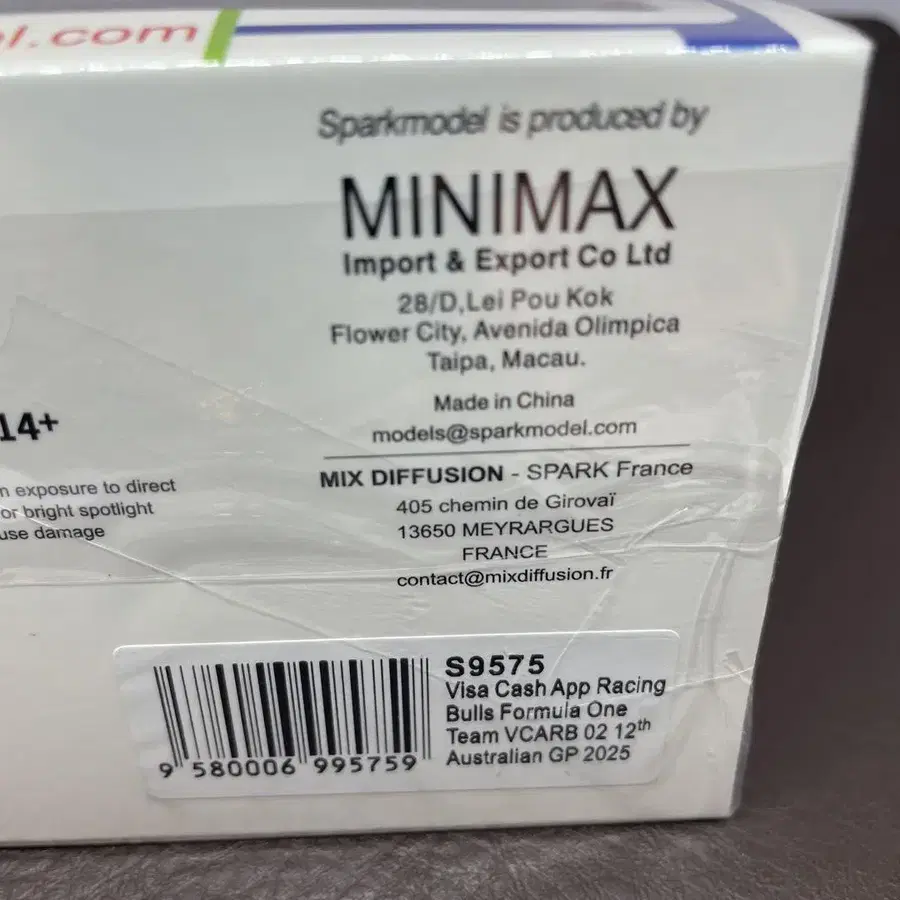 l.com
Sparkmodel is produced by
MINIMAX
Import & Export Co Ltd
28/D,Lei Pou Kok
Flower City, Avenida Olimpica
Taipa, Macau.
Made in China
models@sparkmodel.com
14+
exposure to direct
or bright spotlight
use damage
MIX DIFFUSION - SPARK France
405 chemin de Girovaï
13650 MEYRARGUES
FRANCE
contact@mixdiffusion.fr
S9575
Visa Cash App Racing
Bulls Formula One
Team VCARB 02 12th
Australian GP 2025
9 580006 995759